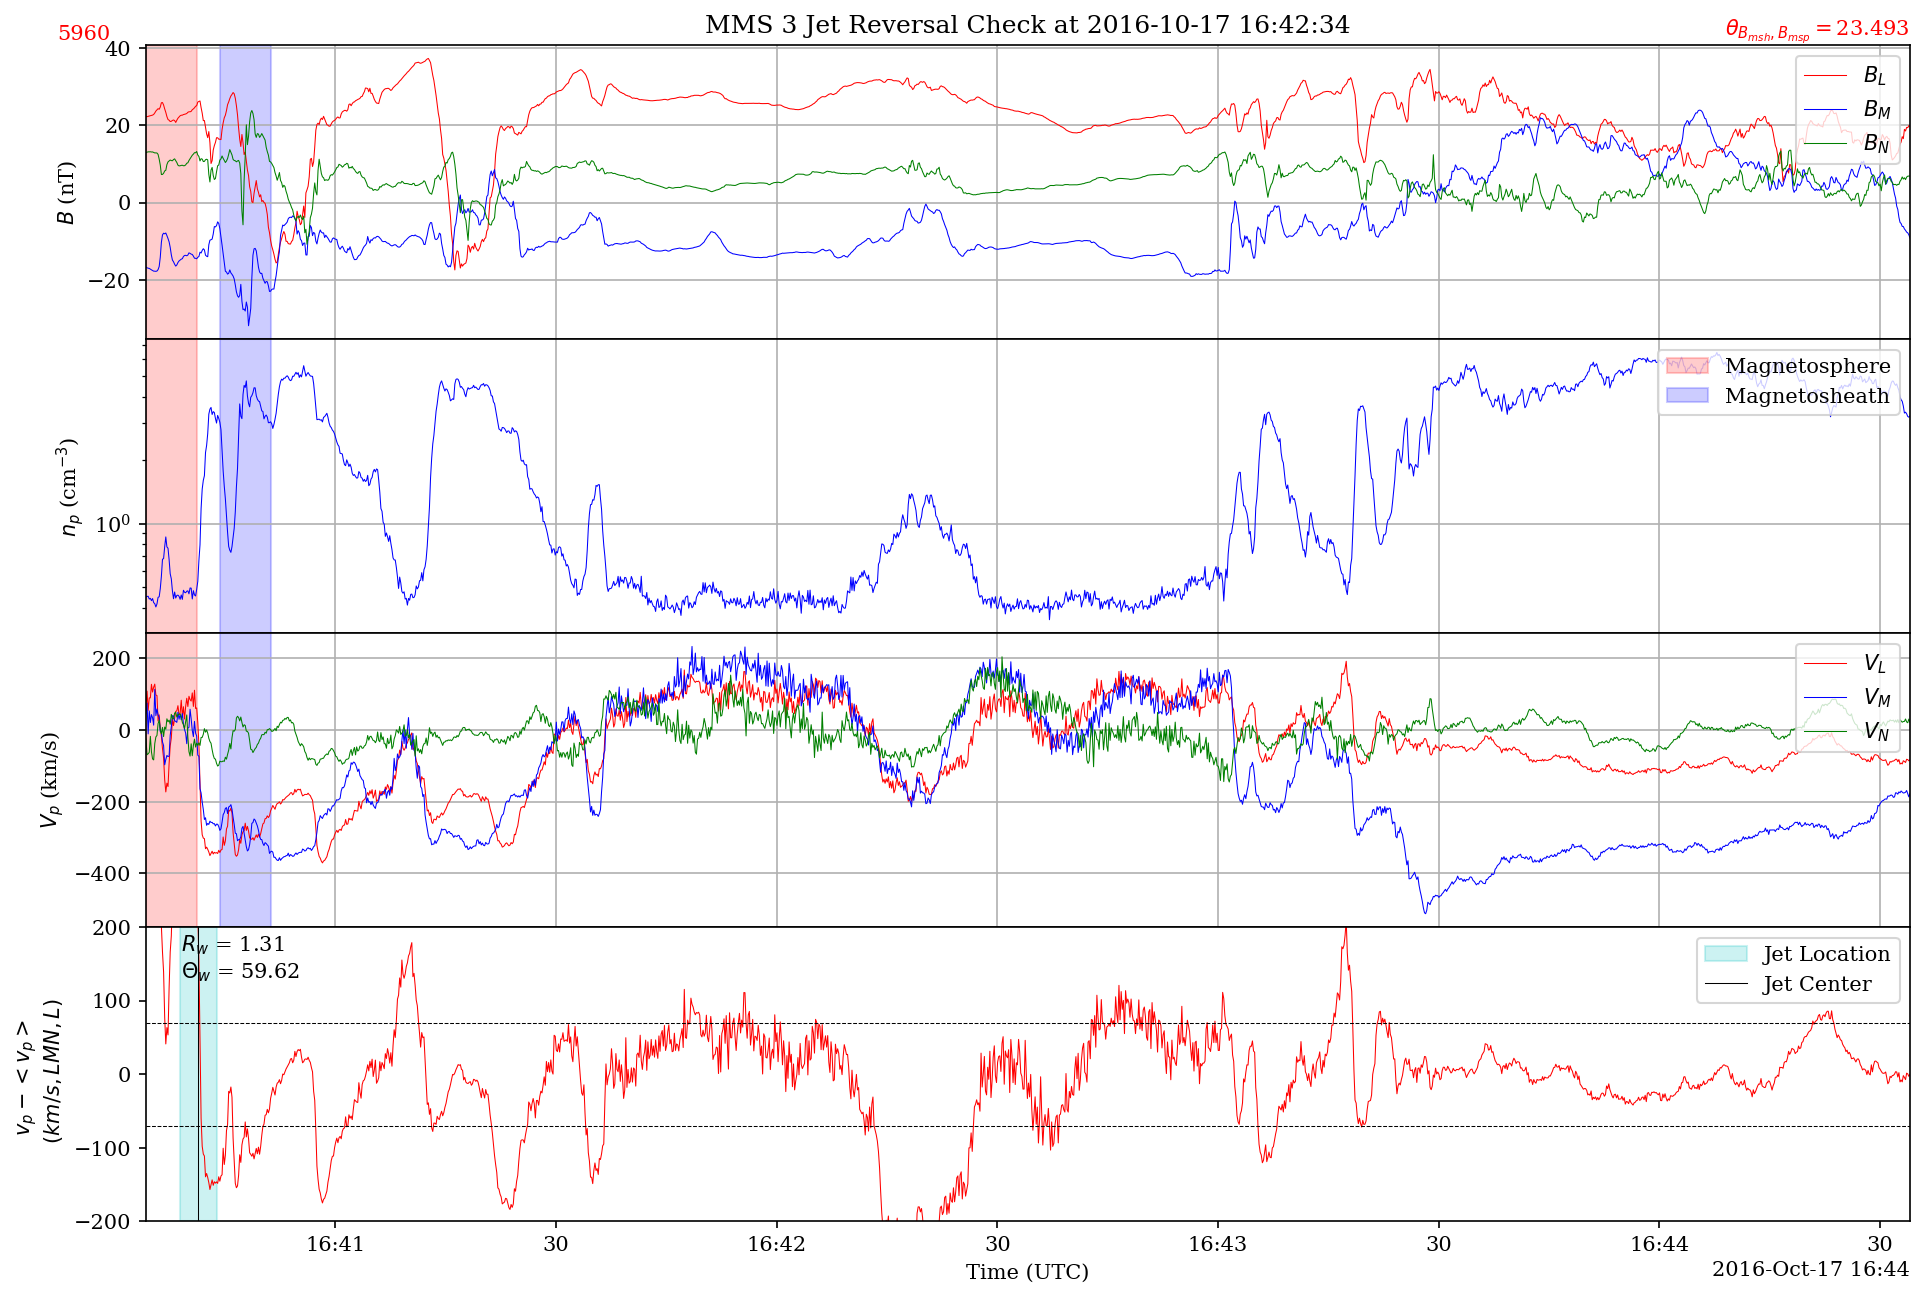 MMS 3 Jet Reversal Check at 2016-10-17 16:42:34
5960
θ_{B_{msh}, B_{msp}} = 23.493
40
20
0
−20
B (nT)
B_L
B_M
B_N
10^0
n_p (cm^{−3})
Magnetosphere
Magnetosheath
200
0
−200
−400
V_p (km/s)
V_L
V_M
V_N
200
100
0
−100
−200
v_p − < v_p >
(km/s, LMN, L)
R_w = 1.31
Θ_w = 59.62
Jet Location
Jet Center
16:41
30
16:42
30
16:43
30
16:44
30
Time (UTC)
2016-Oct-17 16:44